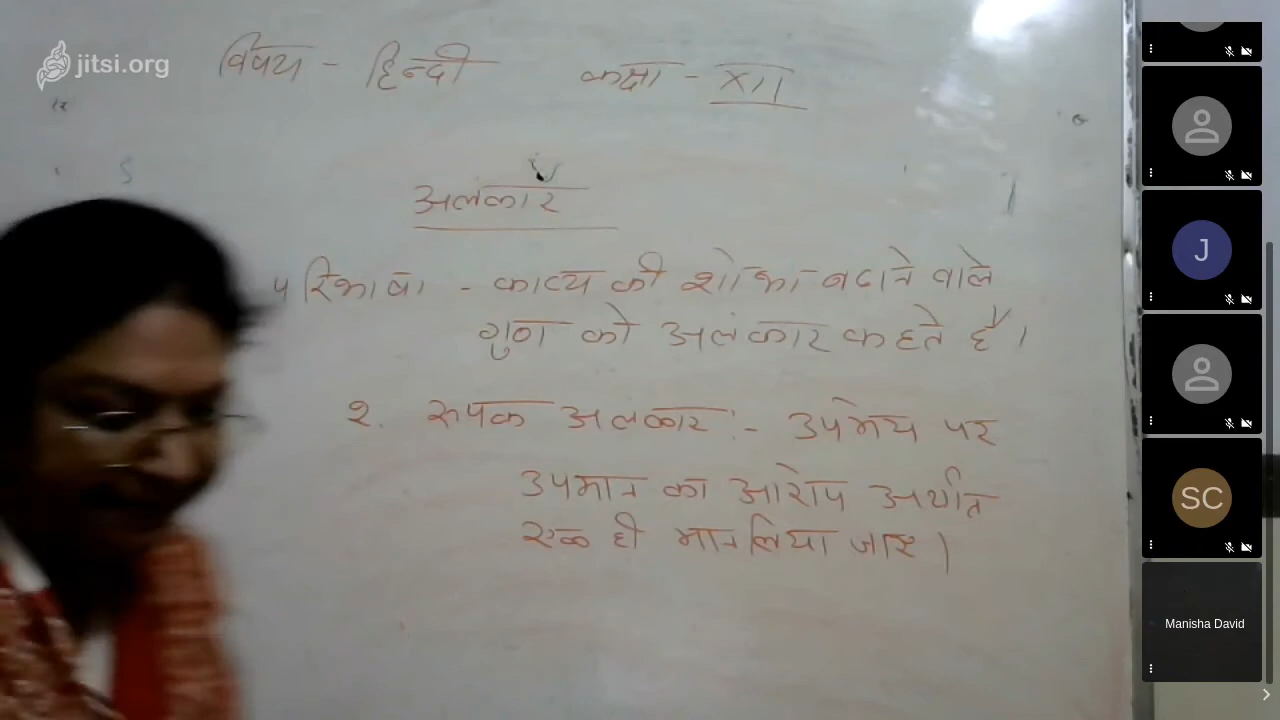 jitsi.org
विषय - हिन्दी कक्षा - XII
अलंकार
परिभाषा - काव्य की शोभा बढाने वाले
गुण को अलंकार कहते है।
२. रुपक अलंकार :- उपमेय पर
उपमान का आरोप अर्थात
एक ही मान लिया जाए।
J
SC
Manisha David